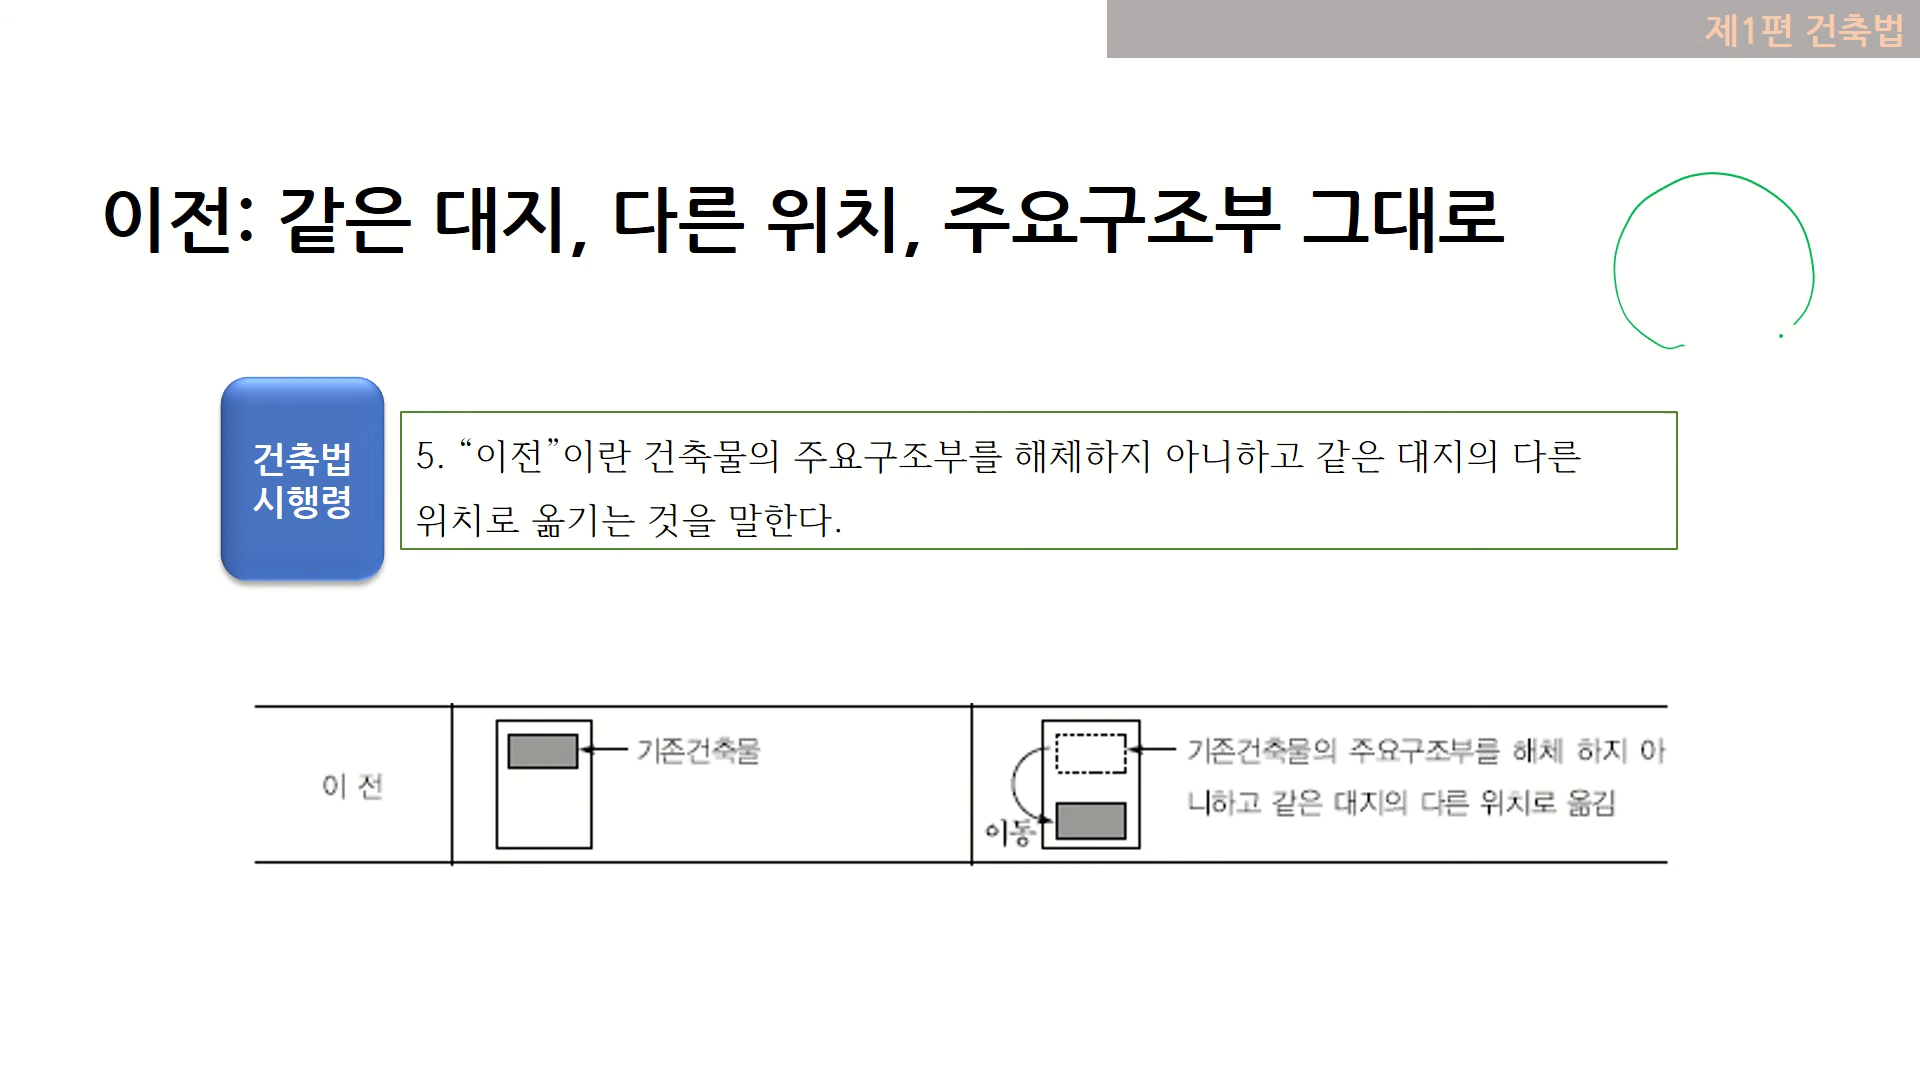 제1편 건축법
이전: 같은 대지, 다른 위치, 주요구조부 그대로
건축법
시행령
5. “이전”이란 건축물의 주요구조부를 해체하지 아니하고 같은 대지의 다른
위치로 옮기는 것을 말한다.
이 전
기존건축물
이동
기존건축물의 주요구조부를 해체 하지 아
니하고 같은 대지의 다른 위치로 옮김